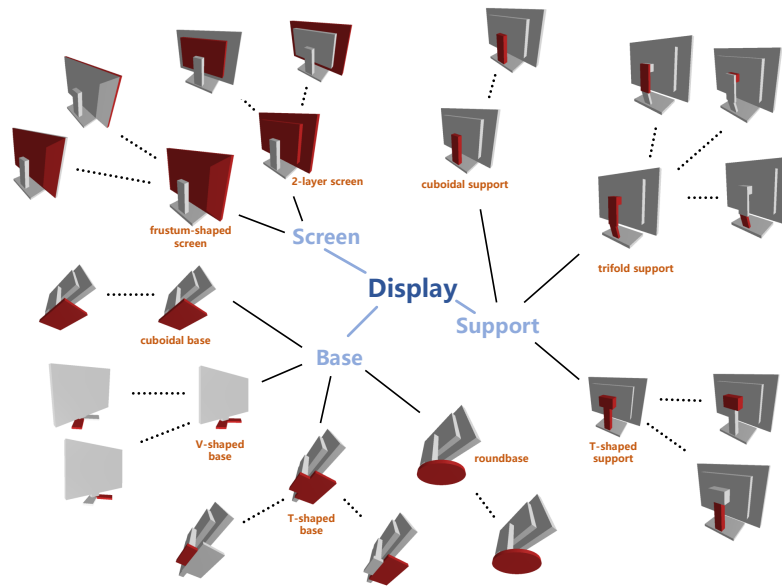 2-layer screen
cuboidal support
frustum-shaped
screen
Screen
trifold support
Display
Support
cuboidal base
Base
V-shaped
base
roundbase
T-shaped
support
T-shaped
base